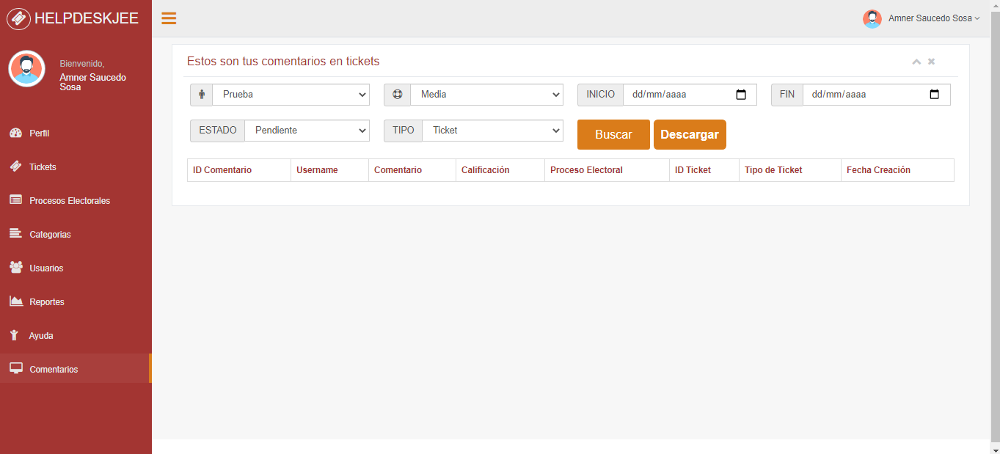 HELPDESKJEE
Amner Saucedo Sosa
Bienvenido,
Amner Saucedo
Sosa
Perfil
Tickets
Procesos Electorales
Categorias
Usuarios
Reportes
Ayuda
Comentarios
Estos son tus comentarios en tickets
Prueba Media INICIO dd/mm/aaaa FIN dd/mm/aaaa
ESTADO Pendiente TIPO Ticket Buscar Descargar
ID Comentario Username Comentario Calificación Proceso Electoral ID Ticket Tipo de Ticket Fecha Creación